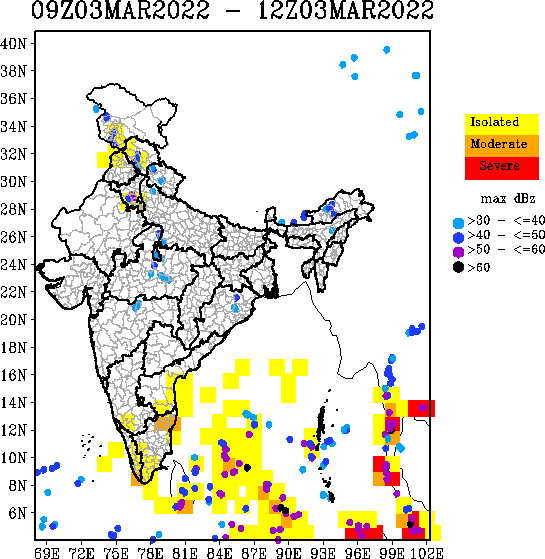 09Z03MAR2022 - 12Z03MAR2022
40N
38N
36N
34N
32N
30N
28N
26N
24N
22N
20N
18N
16N
14N
12N
10N
8N
6N
69E 72E 75E 78E 81E 84E 87E 90E 93E 96E 99E 102E
Isolated
Moderate
Severe
max dBz
>30 - <=40
>40 - <=50
>50 - <=60
>60